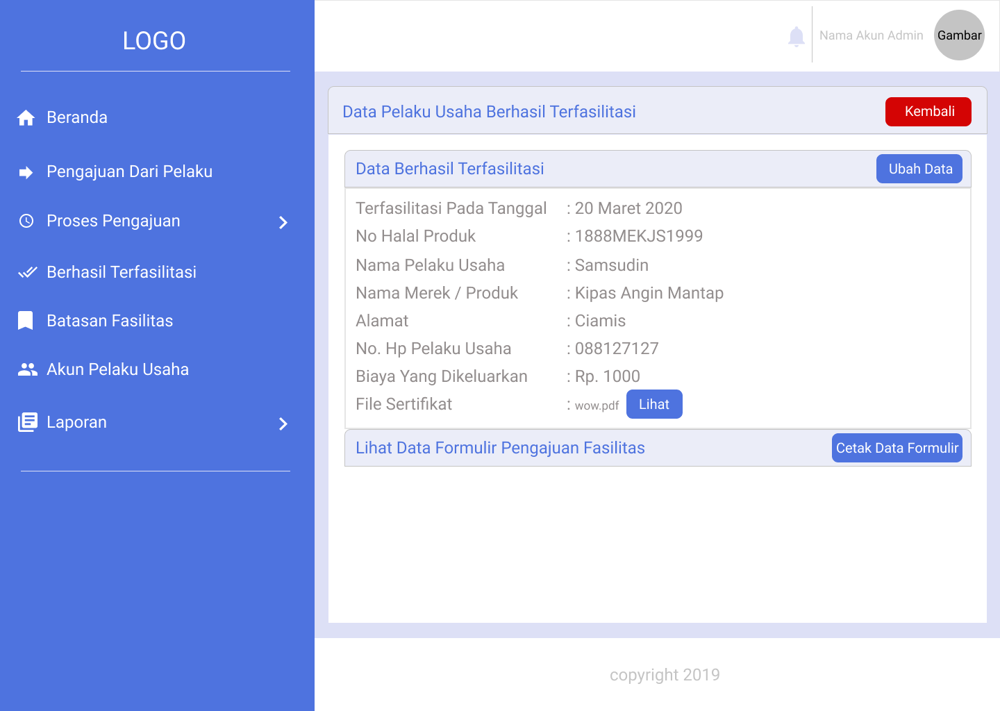 LOGO
Beranda
Pengajuan Dari Pelaku
Proses Pengajuan
Berhasil Terfasilitasi
Batasan Fasilitas
Akun Pelaku Usaha
Laporan
Nama Akun Admin
Gambar
Data Pelaku Usaha Berhasil Terfasilitasi
Kembali
Data Berhasil Terfasilitasi
Ubah Data
Terfasilitasi Pada Tanggal : 20 Maret 2020
No Halal Produk : 1888MEKJS1999
Nama Pelaku Usaha : Samsudin
Nama Merek / Produk : Kipas Angin Mantap
Alamat : Ciamis
No. Hp Pelaku Usaha : 088127127
Biaya Yang Dikeluarkan : Rp. 1000
File Sertifikat : wow.pdf Lihat
Lihat Data Formulir Pengajuan Fasilitas
Cetak Data Formulir
copyright 2019